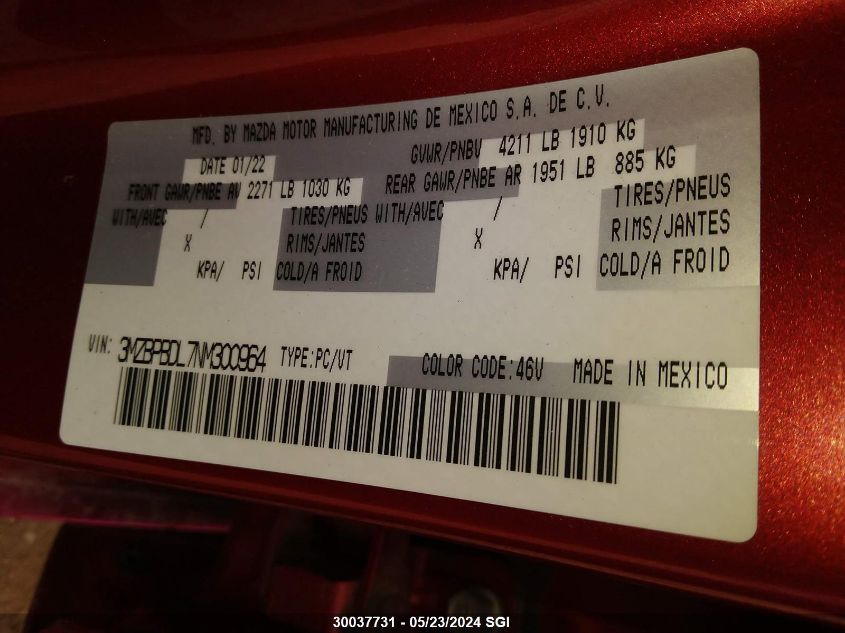 MFD. BY MAZDA MOTOR MANUFACTURING DE MEXICO S.A. DE C.V.
DATE 01/22 GVWR/PNBV 4211 LB 1910 KG
FRONT GAWR/PNBE AV 2271 LB 1030 KG REAR GAWR/PNBE AR 1951 LB 885 KG
WITH/AVEC / TIRES/PNEUS WITH/AVEC / TIRES/PNEUS
X RIMS/JANTES X RIMS/JANTES
KPA/ PSI COLD/A FROID KPA/ PSI COLD/A FROID
VIN: 3MZBPBDL7NM300964 TYPE:PC/VT COLOR CODE:46V MADE IN MEXICO
30037731 - 05/23/2024 SGI